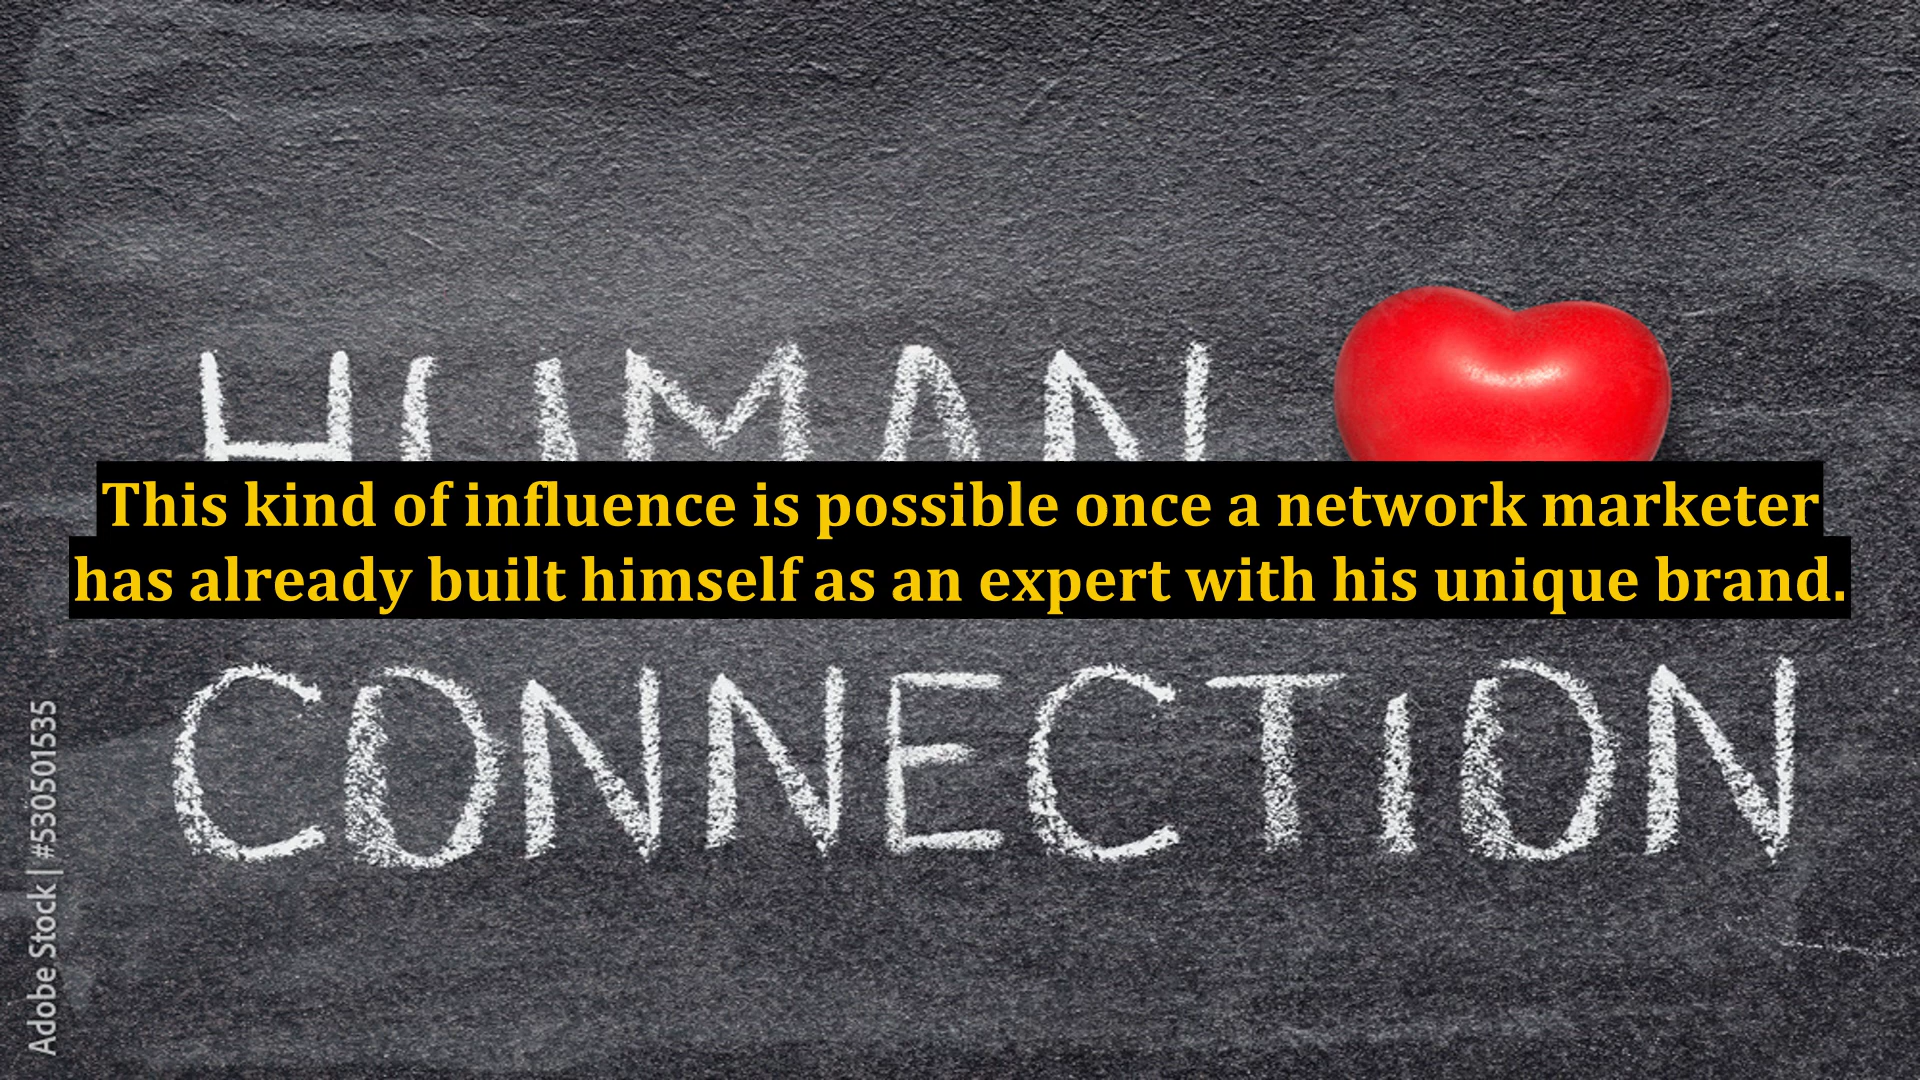 HUMAN
This kind of influence is possible once a network marketer
has already built himself as an expert with his unique brand.
CONNECTION
Adobe Stock | #530501535